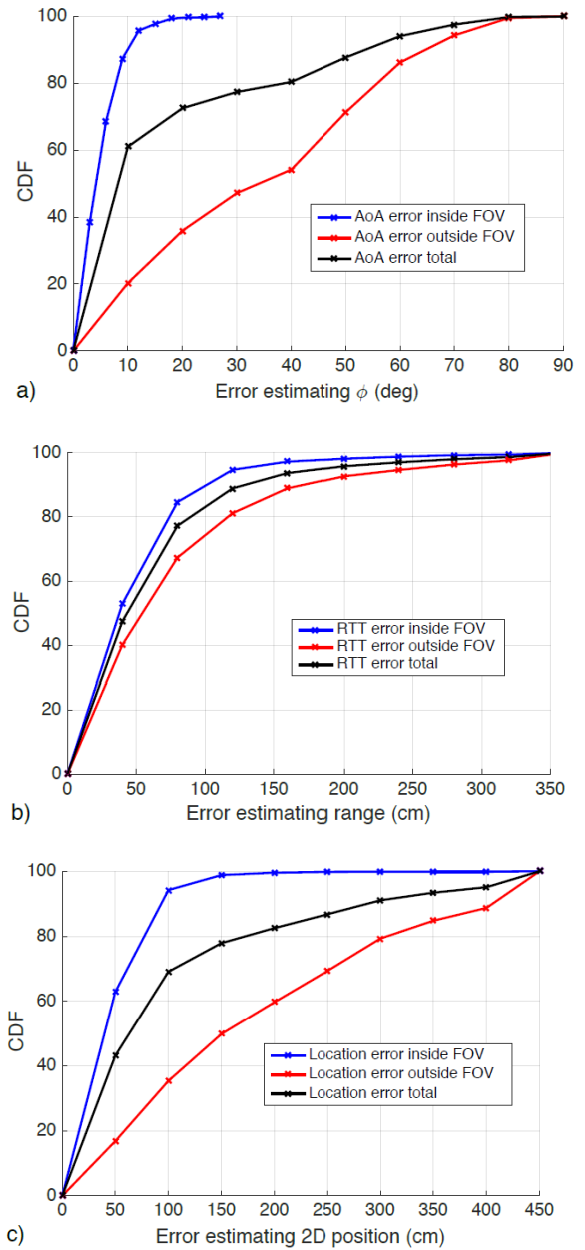 100
80
60
40
20
0
CDF
AoA error inside FOV
AoA error outside FOV
AoA error total
0 10 20 30 40 50 60 70 80 90
a) Error estimating ϕ (deg)
100
80
60
40
20
0
CDF
RTT error inside FOV
RTT error outside FOV
RTT error total
0 50 100 150 200 250 300 350
b) Error estimating range (cm)
100
80
60
40
20
0
CDF
Location error inside FOV
Location error outside FOV
Location error total
0 50 100 150 200 250 300 350 400 450
c) Error estimating 2D position (cm)